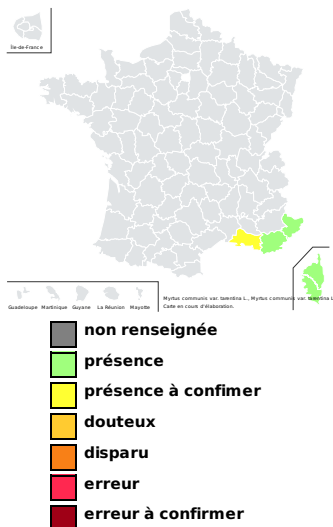 Île-de-France
Guadeloupe Martinique Guyane La Réunion Mayotte
Myrtus communis var. tarentina L., Myrtus communis var. tarentina L
Carte en cours d'élaboration.
non renseignée
présence
présence à confimer
douteux
disparu
erreur
erreur à confirmer